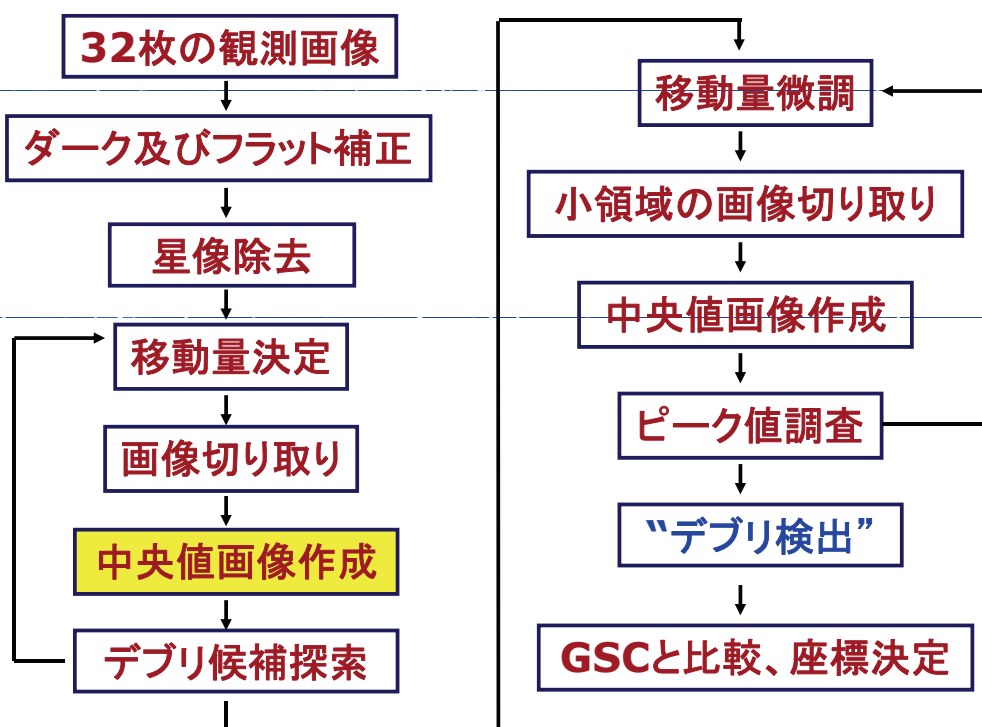 32枚の観測画像
ダーク及びフラット補正
星像除去
移動量決定
画像切り取り
中央値画像作成
デブリ候補探索
移動量微調
小領域の画像切り取り
中央値画像作成
ピーク値調査
“デブリ検出”
GSCと比較、座標決定